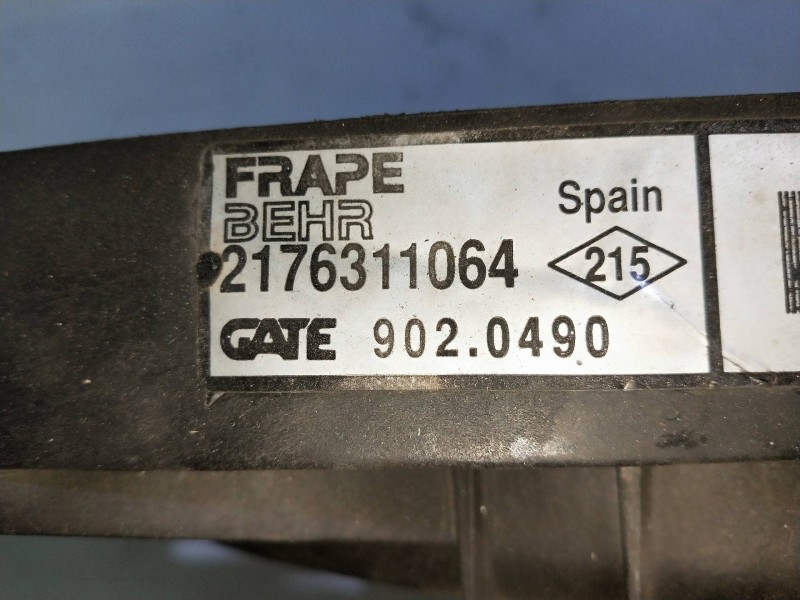 FRAPE
BEHR
Spain
2176311064
215
GATE 902.0490